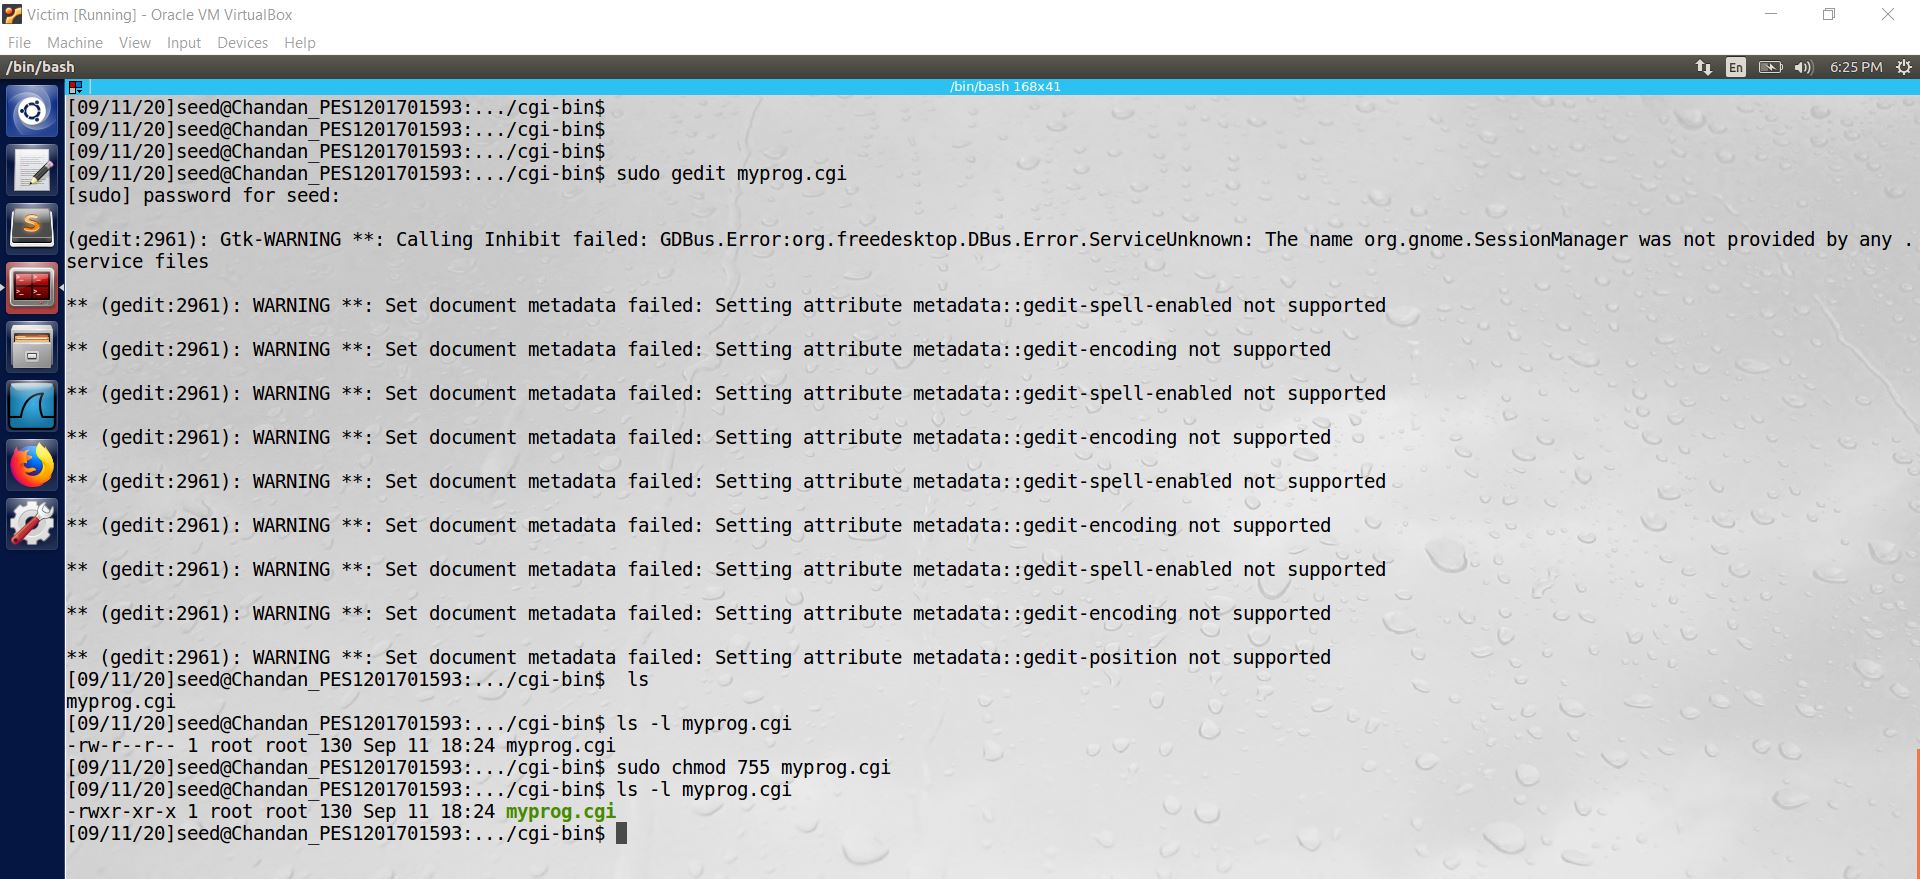 Victim [Running] - Oracle VM VirtualBox
File Machine View Input Devices Help
/bin/bash En 6:25 PM
/bin/bash 168x41
[09/11/20]seed@Chandan_PES1201701593:.../cgi-bin$
[09/11/20]seed@Chandan_PES1201701593:.../cgi-bin$
[09/11/20]seed@Chandan_PES1201701593:.../cgi-bin$
[09/11/20]seed@Chandan_PES1201701593:.../cgi-bin$ sudo gedit myprog.cgi
[sudo] password for seed:
(gedit:2961): Gtk-WARNING **: Calling Inhibit failed: GDBus.Error:org.freedesktop.DBus.Error.ServiceUnknown: The name org.gnome.SessionManager was not provided by any .
service files
** (gedit:2961): WARNING **: Set document metadata failed: Setting attribute metadata::gedit-spell-enabled not supported
** (gedit:2961): WARNING **: Set document metadata failed: Setting attribute metadata::gedit-encoding not supported
** (gedit:2961): WARNING **: Set document metadata failed: Setting attribute metadata::gedit-spell-enabled not supported
** (gedit:2961): WARNING **: Set document metadata failed: Setting attribute metadata::gedit-encoding not supported
** (gedit:2961): WARNING **: Set document metadata failed: Setting attribute metadata::gedit-spell-enabled not supported
** (gedit:2961): WARNING **: Set document metadata failed: Setting attribute metadata::gedit-encoding not supported
** (gedit:2961): WARNING **: Set document metadata failed: Setting attribute metadata::gedit-spell-enabled not supported
** (gedit:2961): WARNING **: Set document metadata failed: Setting attribute metadata::gedit-encoding not supported
** (gedit:2961): WARNING **: Set document metadata failed: Setting attribute metadata::gedit-position not supported
[09/11/20]seed@Chandan_PES1201701593:.../cgi-bin$  ls
myprog.cgi
[09/11/20]seed@Chandan_PES1201701593:.../cgi-bin$ ls -l myprog.cgi
-rw-r--r-- 1 root root 130 Sep 11 18:24 myprog.cgi
[09/11/20]seed@Chandan_PES1201701593:.../cgi-bin$ sudo chmod 755 myprog.cgi
[09/11/20]seed@Chandan_PES1201701593:.../cgi-bin$ ls -l myprog.cgi
-rwxr-xr-x 1 root root 130 Sep 11 18:24 myprog.cgi
[09/11/20]seed@Chandan_PES1201701593:.../cgi-bin$